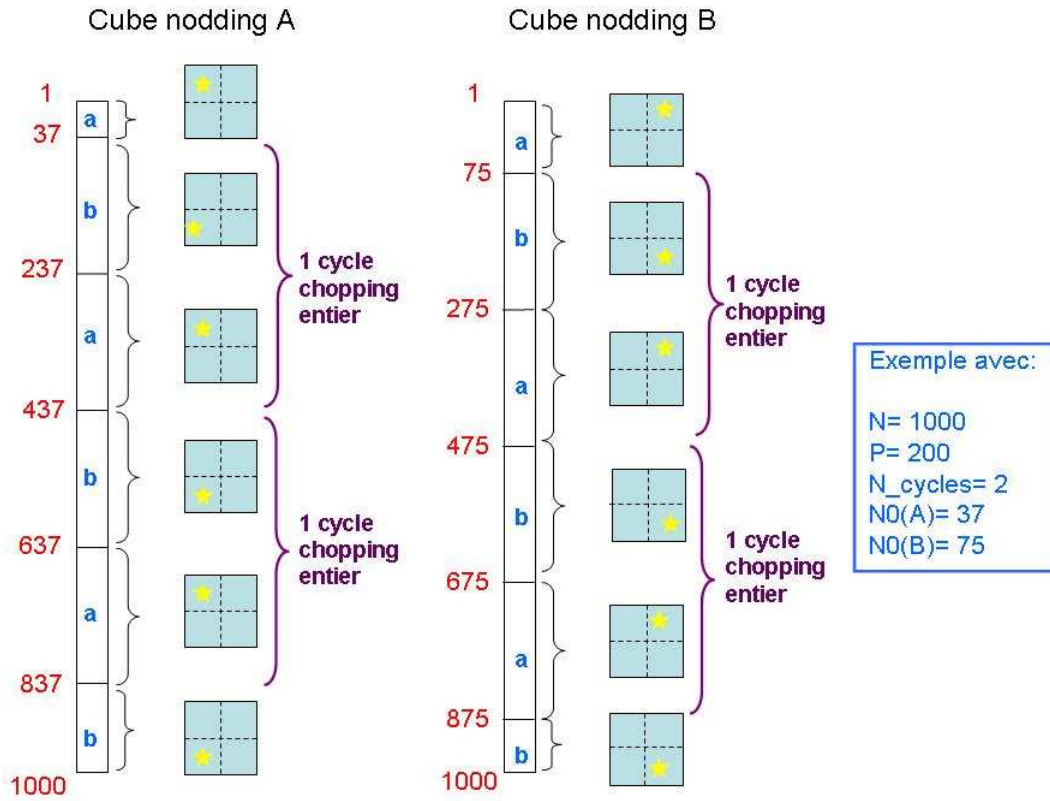 Cube nodding A
1
a
37
b
237
a
437
b
637
a
837
b
1000
1 cycle
chopping
entier
1 cycle
chopping
entier
Cube nodding B
1
a
75
b
275
a
475
b
675
a
875
b
1000
1 cycle
chopping
entier
1 cycle
chopping
entier
Exemple avec:
N= 1000
P= 200
N_cycles= 2
N0(A)= 37
N0(B)= 75